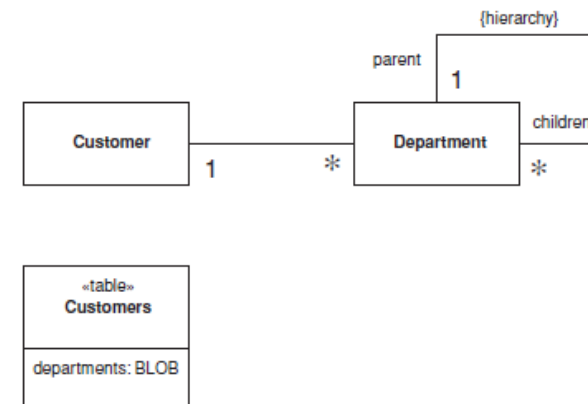 {hierarchy}
parent
1
Customer
Department
children
1
*
*
«table»
Customers
departments: BLOB